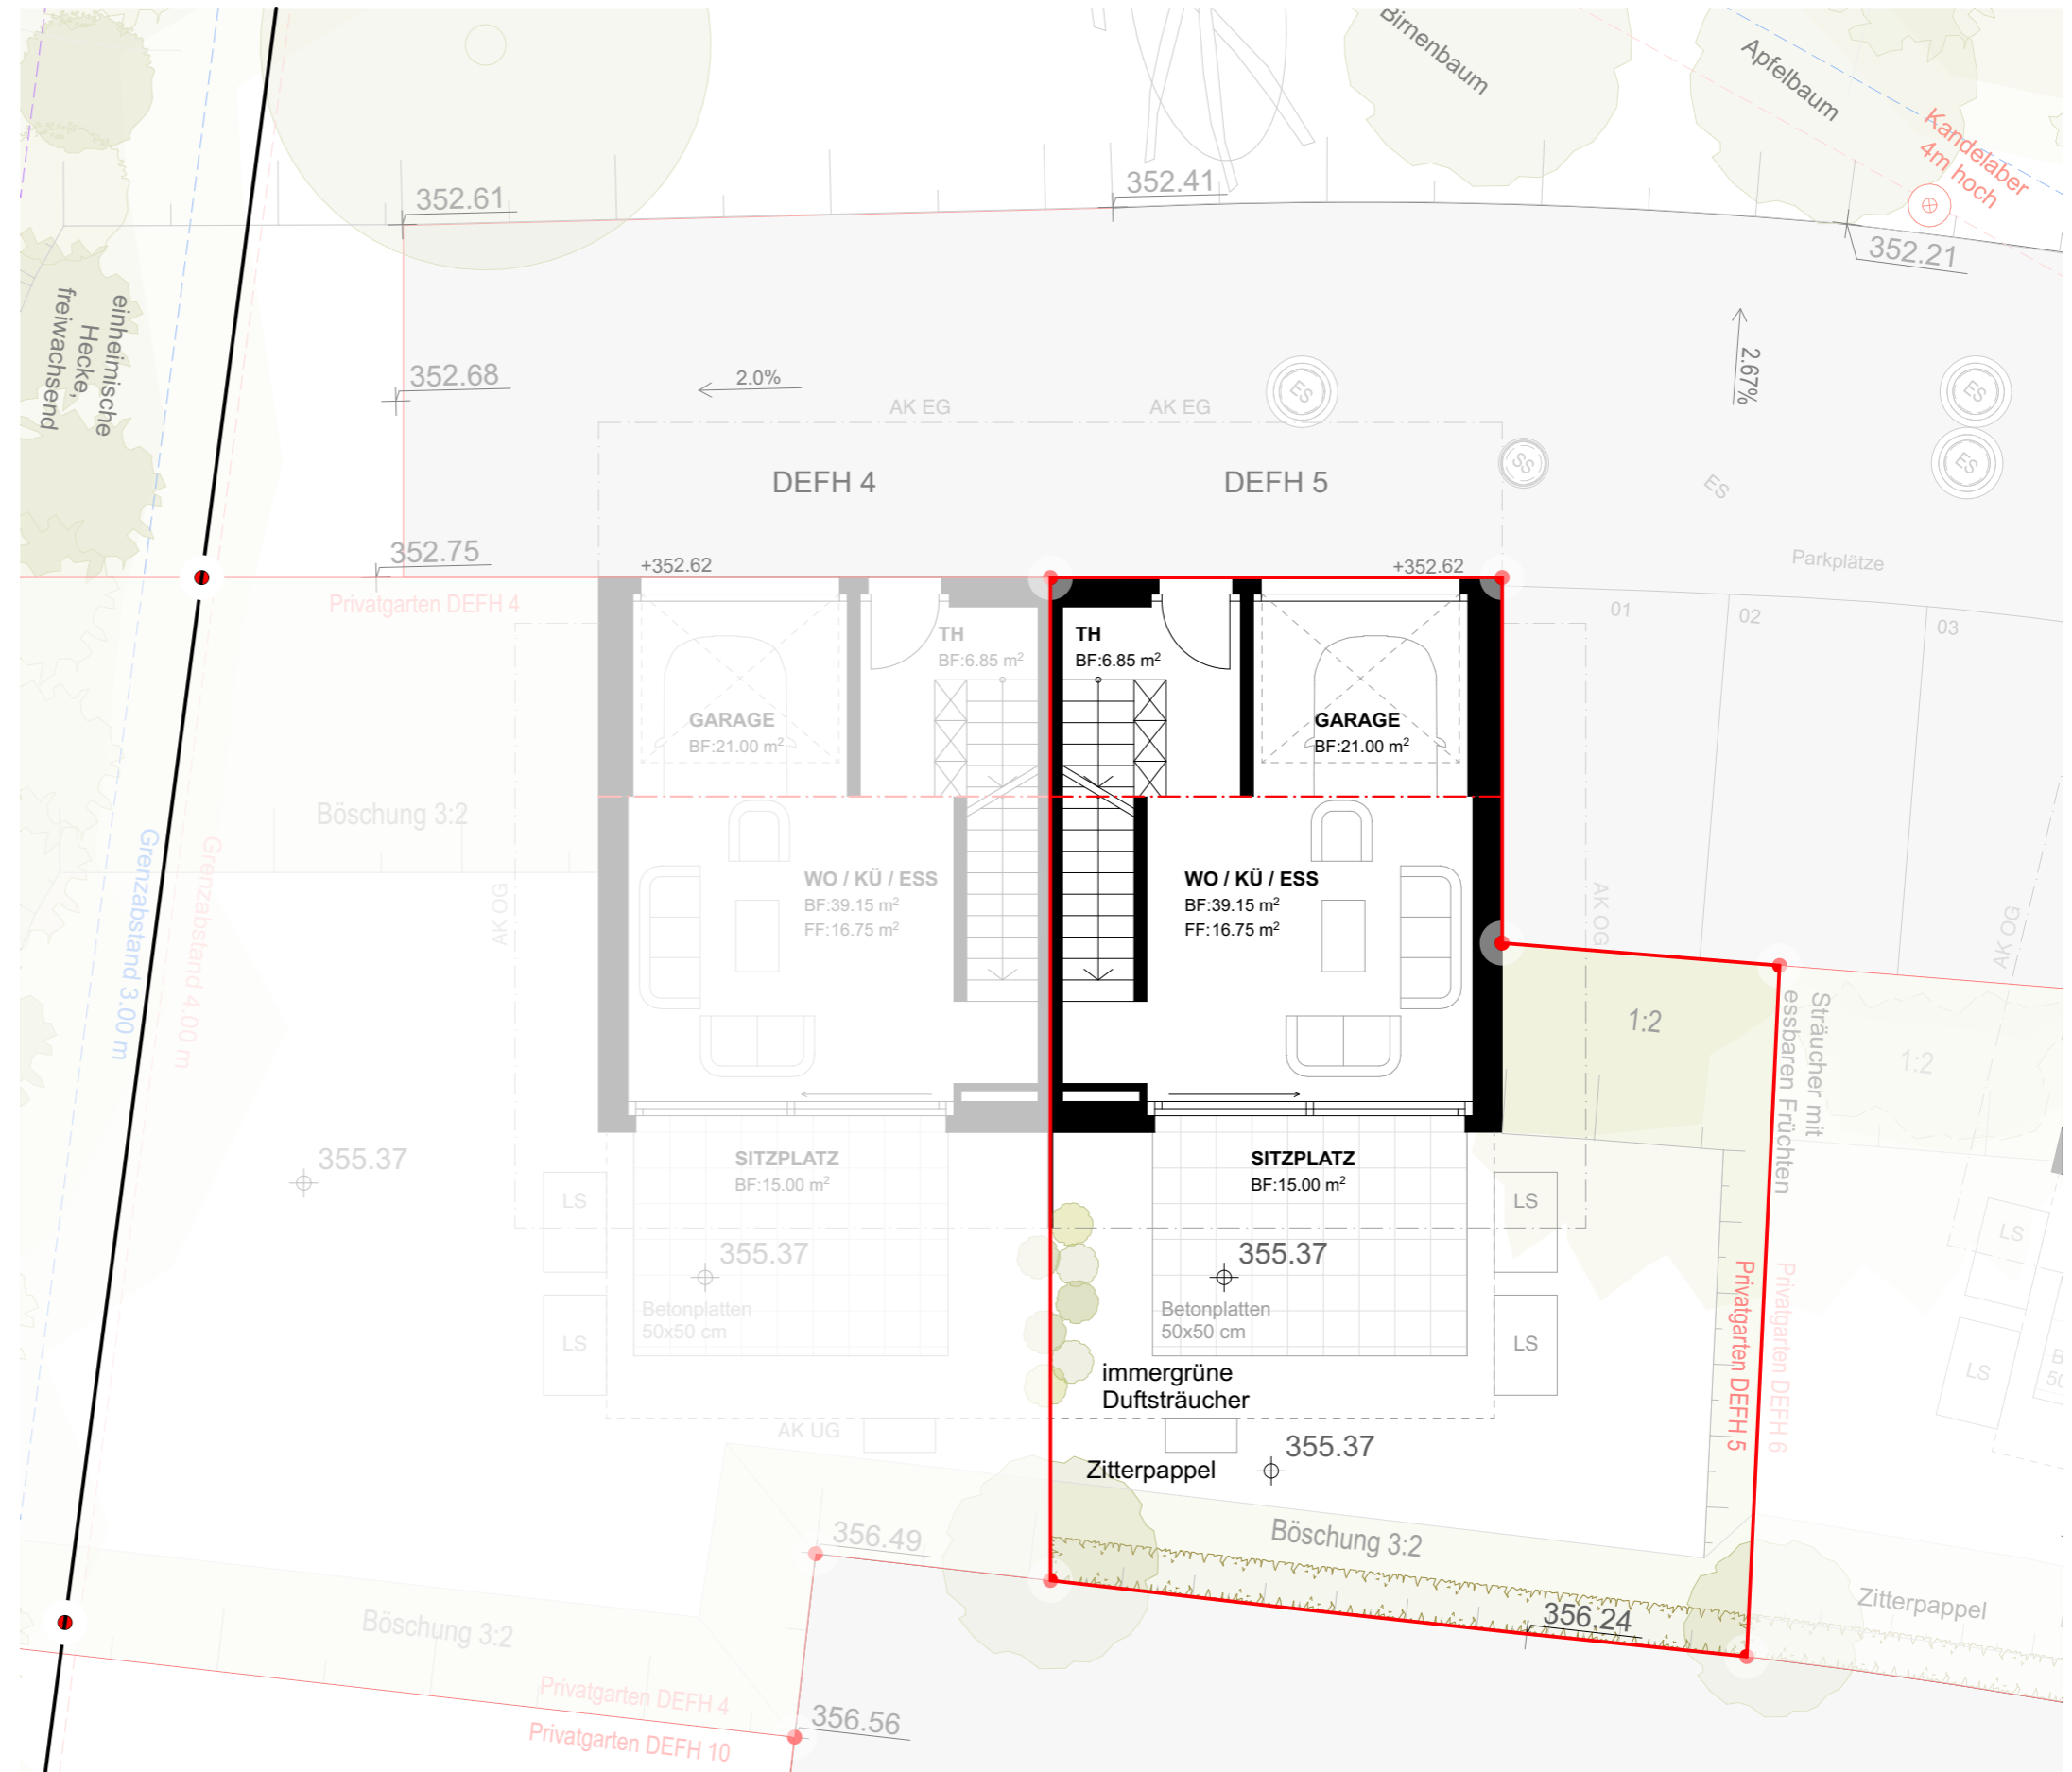 Birnenbaum
Apfelbaum
Kandelaber
4m hoch
352.61
352.41
352.21
einheimische
Hecke,
freiwachsend
352.68
2.0%
2.67%
ES
ES
ES
SS
ES
AK EG
AK EG
DEFH 4
DEFH 5
352.75
+352.62
+352.62
Parkplätze
Privatgarten DEFH 4
01
02
03
TH
BF:6.85 m²
TH
BF:6.85 m²
GARAGE
BF:21.00 m²
GARAGE
BF:21.00 m²
Böschung 3:2
Grenzabstand 3.00 m
Grenzabstand 4.00 m
AK OG
WO / KÜ / ESS
BF:39.15 m²
FF:16.75 m²
WO / KÜ / ESS
BF:39.15 m²
FF:16.75 m²
AK OG
AK OG
1:2
Sträucher mit
essbaren Früchten
1:2
355.37
SITZPLATZ
BF:15.00 m²
SITZPLATZ
BF:15.00 m²
LS
LS
LS
355.37
355.37
Betonplatten
50x50 cm
Betonplatten
50x50 cm
LS
LS
LS
Privatgarten DEFH 5
Privatgarten DEFH 6
immergrüne
Duftsträucher
AK UG
355.37
Zitterpappel
356.49
Böschung 3:2
356.24
Zitterpappel
Böschung 3:2
Privatgarten DEFH 4
Privatgarten DEFH 10
356.56